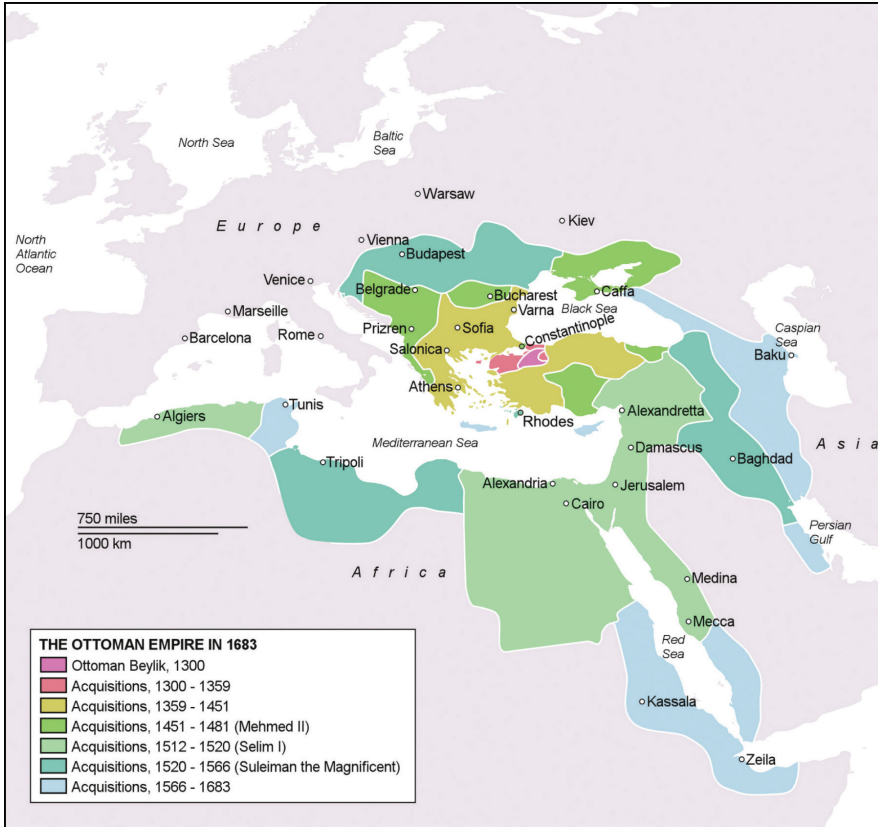 North Sea
Baltic
Sea
Warsaw
Kiev
E u r o p e
North
Atlantic
Ocean
Vienna
Budapest
Venice
Belgrade
Bucharest
Caffa
Marseille
Varna
Black Sea
Caspian
Sea
Prizren
Sofia
Constantinople
Barcelona
Rome
Salonica
Baku
Athens
Tunis
Algiers
Rhodes
Alexandretta
Mediterranean Sea
Damascus
A s i a
Tripoli
Baghdad
Alexandria
Jerusalem
Cairo
750 miles
1000 km
Persian
Gulf
A f r i c a
Medina
Mecca
Red
Sea
Kassala
Zeila
THE OTTOMAN EMPIRE IN 1683
Ottoman Beylik, 1300
Acquisitions, 1300 - 1359
Acquisitions, 1359 - 1451
Acquisitions, 1451 - 1481 (Mehmed II)
Acquisitions, 1512 - 1520 (Selim I)
Acquisitions, 1520 - 1566 (Suleiman the Magnificent)
Acquisitions, 1566 - 1683